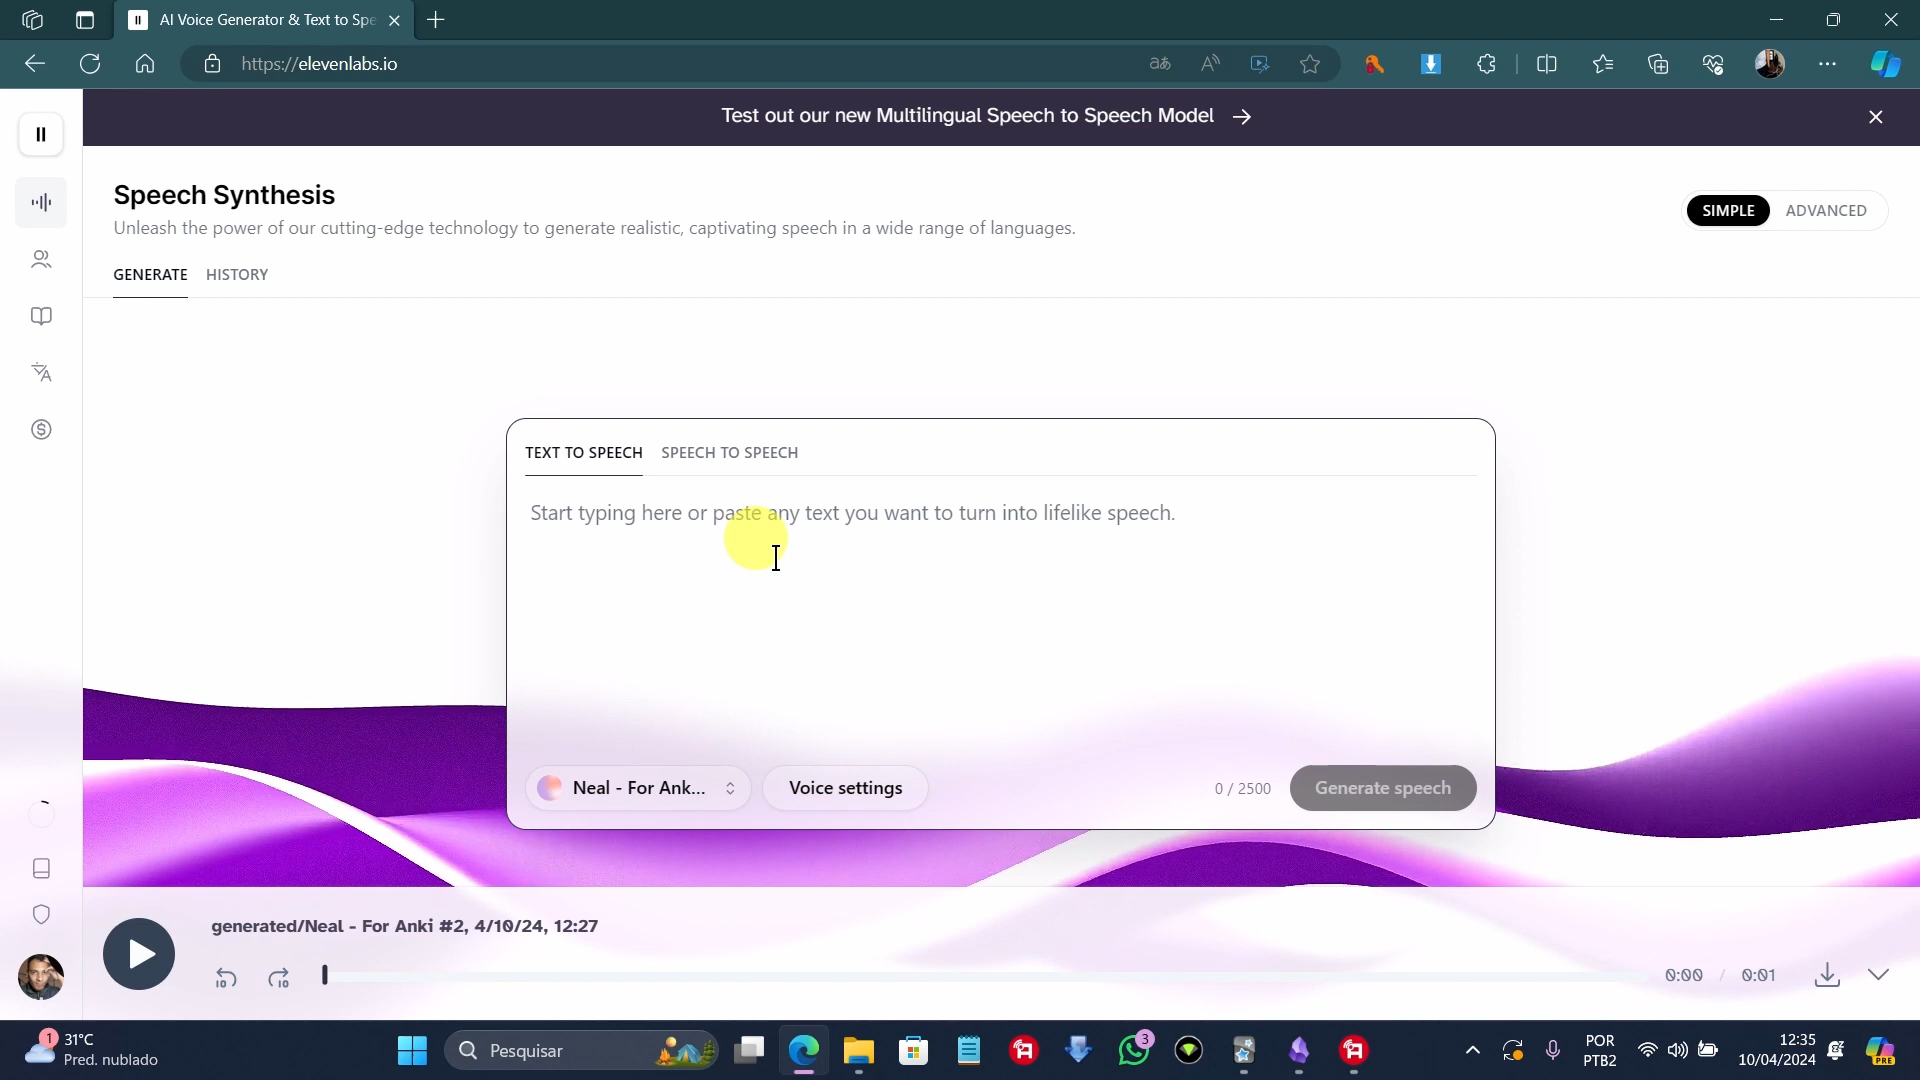 AI Voice Generator & Text to Spe
https://elevenlabs.io
Test out our new Multilingual Speech to Speech Model →
Speech Synthesis
Unleash the power of our cutting-edge technology to generate realistic, captivating speech in a wide range of languages.
SIMPLE ADVANCED
GENERATE HISTORY
TEXT TO SPEECH SPEECH TO SPEECH
Start typing here or paste any text you want to turn into lifelike speech.
Neal - For Ank... Voice settings 0 / 2500 Generate speech
generated/Neal - For Anki #2, 4/10/24, 12:27
10 10 0:00 / 0:01
1 31°C
Pred. nublado
Pesquisar
3
POR
PTB2
12:35
10/04/2024
PRE